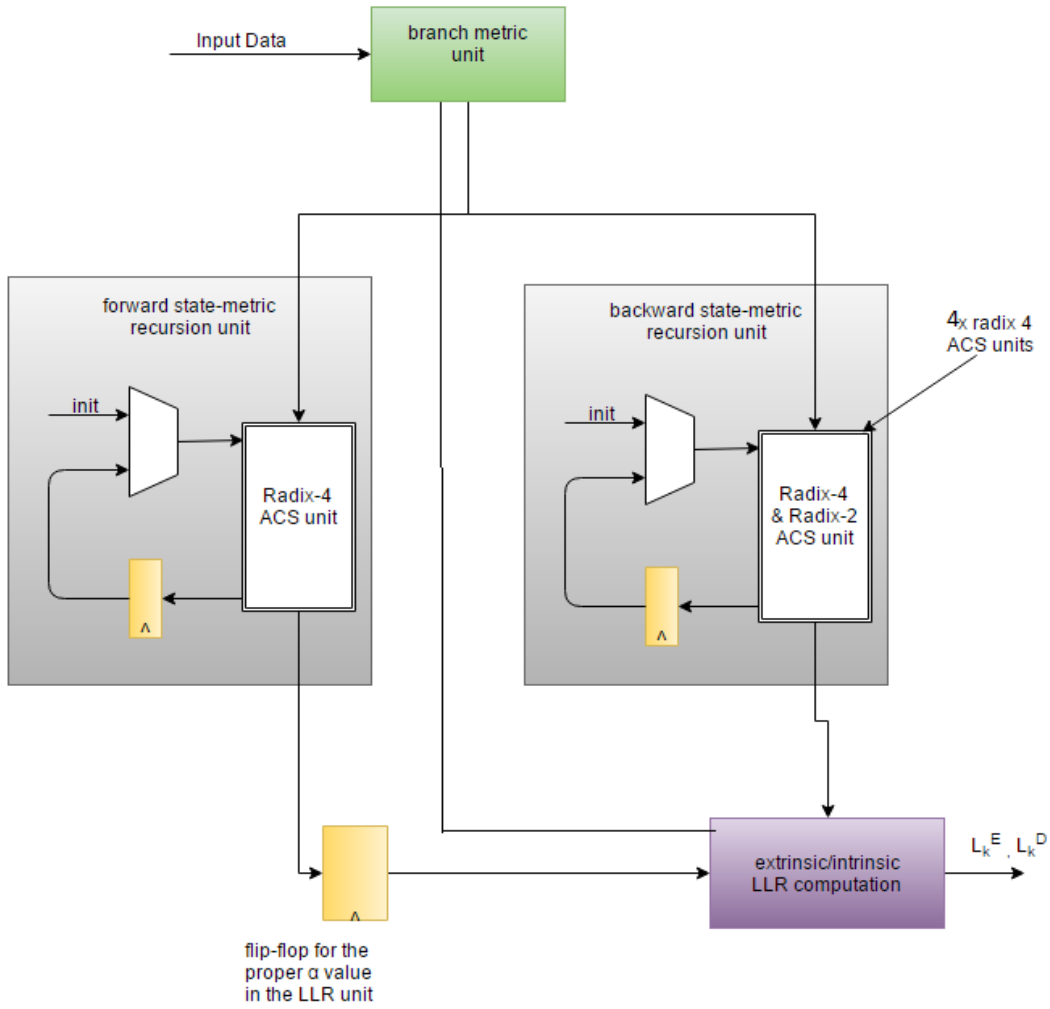 Input Data
branch metric
unit
forward state-metric
recursion unit
backward state-metric
recursion unit
4x radix 4
ACS units
init
init
Radix-4
ACS unit
Radix-4
& Radix-2
ACS unit
^
^
extrinsic/intrinsic
LLR computation
Lₖᴱ , Lₖᴰ
^
flip-flop for the
proper α value
in the LLR unit